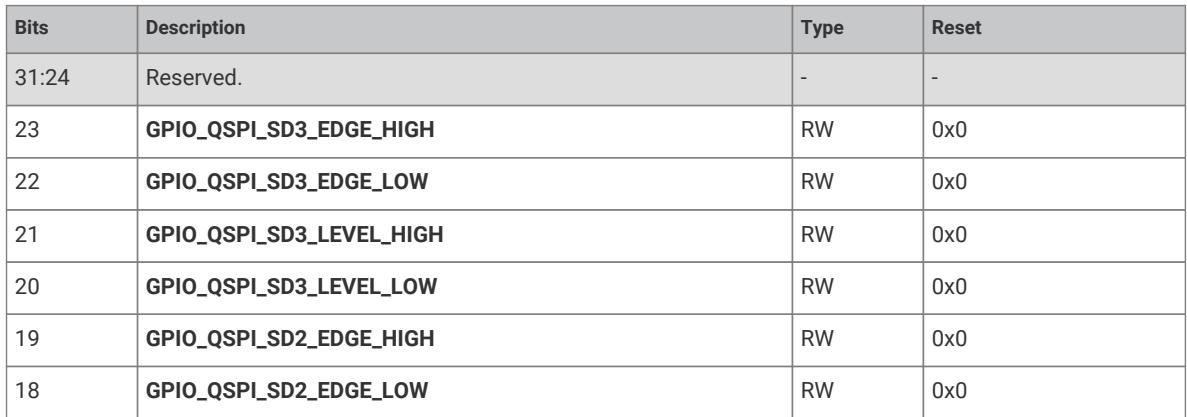 Bits Description Type Reset
31:24 Reserved. - -
23 GPIO_QSPI_SD3_EDGE_HIGH RW 0x0
22 GPIO_QSPI_SD3_EDGE_LOW RW 0x0
21 GPIO_QSPI_SD3_LEVEL_HIGH RW 0x0
20 GPIO_QSPI_SD3_LEVEL_LOW RW 0x0
19 GPIO_QSPI_SD2_EDGE_HIGH RW 0x0
18 GPIO_QSPI_SD2_EDGE_LOW RW 0x0